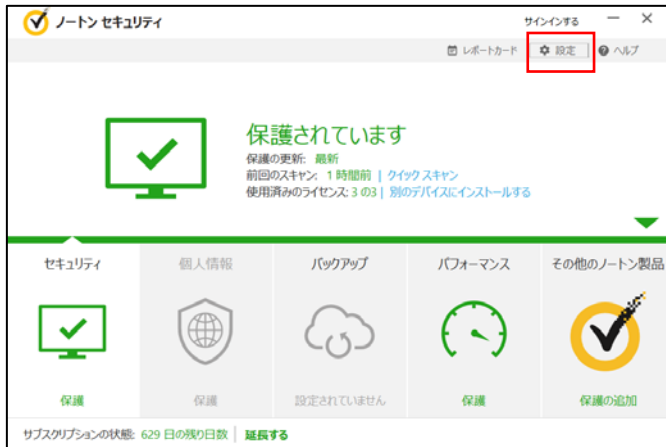 ノートン セキュリティ
サインインする
レポートカード 設定 ヘルプ
保護されています
保護の更新: 最新
前回のスキャン: 1 時間前 | クイック スキャン
使用済みのライセンス: 3 の3 | 別のデバイスにインストールする
セキュリティ 個人情報 バックアップ パフォーマンス その他のノートン製品
保護 保護 設定されていません 保護 保護の追加
サブスクリプションの状態: 629 日の残り日数 | 延長する